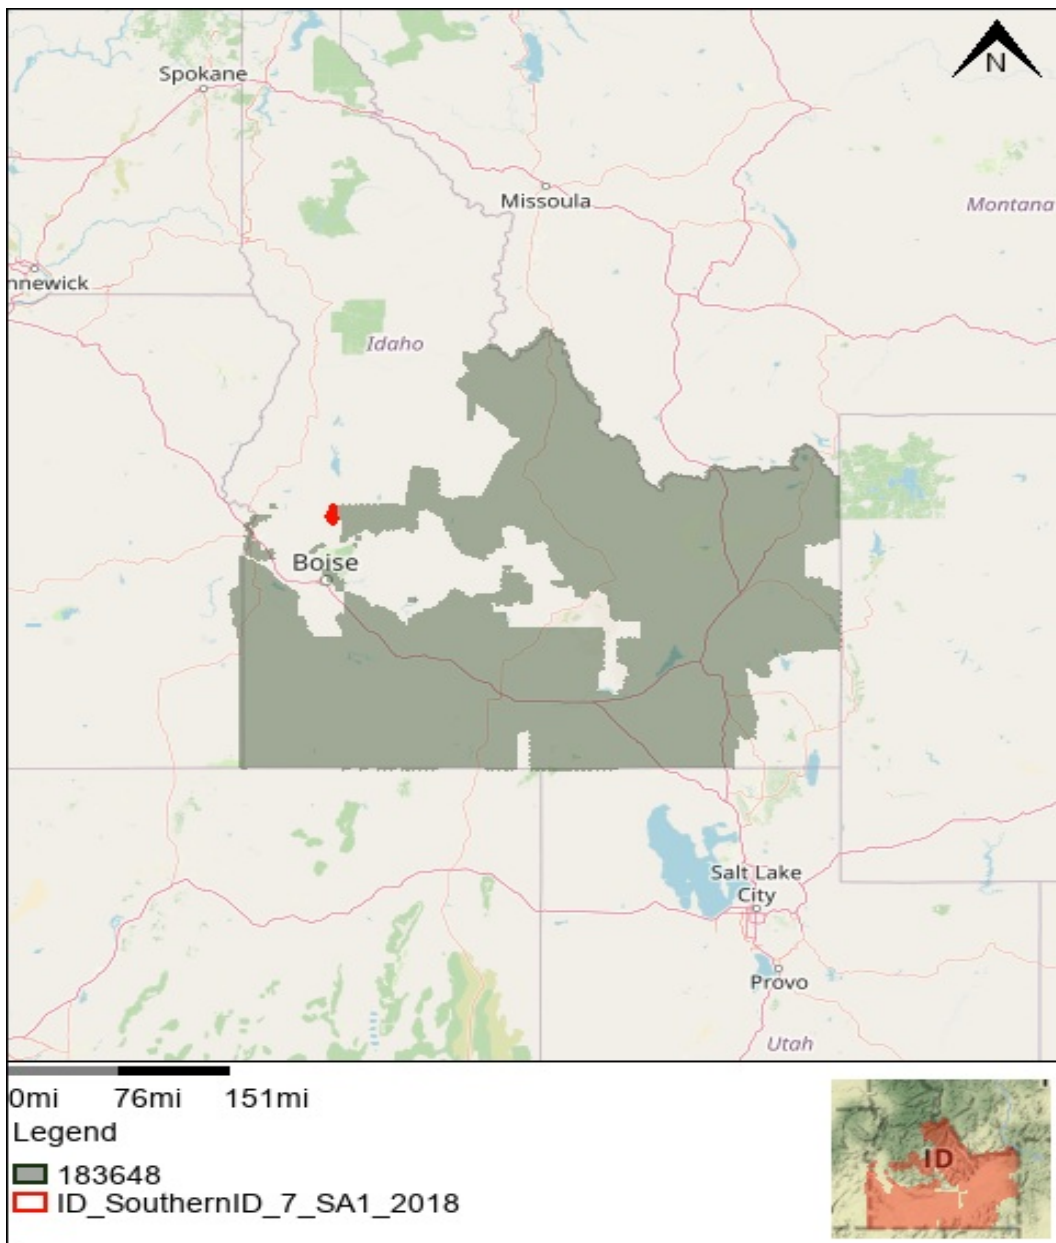 Spokane
N
Missoula
Montana
nnewick
Idaho
Boise
Salt Lake
City
Provo
Utah
0mi 76mi 151mi
Legend
183648
ID_SouthernID_7_SA1_2018
ID